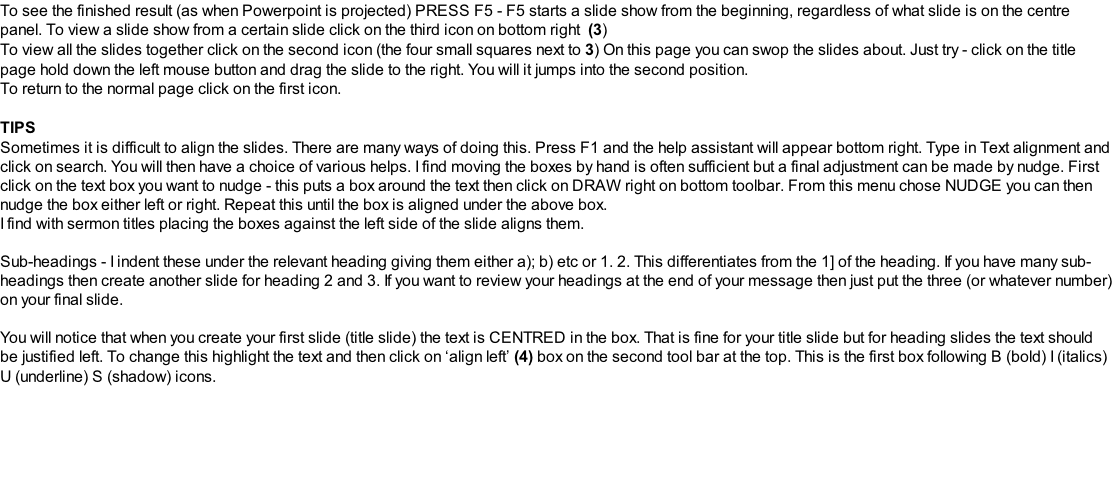 To see the finished result (as when Powerpoint is projected) PRESS F5 - F5 starts a slide show from the beginning, regardless of what slide is on the centre
panel. To view a slide show from a certain slide click on the third icon on bottom right (3)
To view all the slides together click on the second icon (the four small squares next to 3) On this page you can swop the slides about. Just try - click on the title
page hold down the left mouse button and drag the slide to the right. You will it jumps into the second position.
To return to the normal page click on the first icon.
TIPS
Sometimes it is difficult to align the slides. There are many ways of doing this. Press F1 and the help assistant will appear bottom right. Type in Text alignment and
click on search. You will then have a choice of various helps. I find moving the boxes by hand is often sufficient but a final adjustment can be made by nudge. First
click on the text box you want to nudge - this puts a box around the text then click on DRAW right on bottom toolbar. From this menu chose NUDGE you can then
nudge the box either left or right. Repeat this until the box is aligned under the above box.
I find with sermon titles placing the boxes against the left side of the slide aligns them.
Sub-headings - I indent these under the relevant heading giving them either a); b) etc or 1. 2. This differentiates from the 1] of the heading. If you have many sub-
headings then create another slide for heading 2 and 3. If you want to review your headings at the end of your message then just put the three (or whatever number)
on your final slide.
You will notice that when you create your first slide (title slide) the text is CENTRED in the box. That is fine for your title slide but for heading slides the text should
be justified left. To change this highlight the text and then click on ‘align left’ (4) box on the second tool bar at the top. This is the first box following B (bold) I (italics)
U (underline) S (shadow) icons.